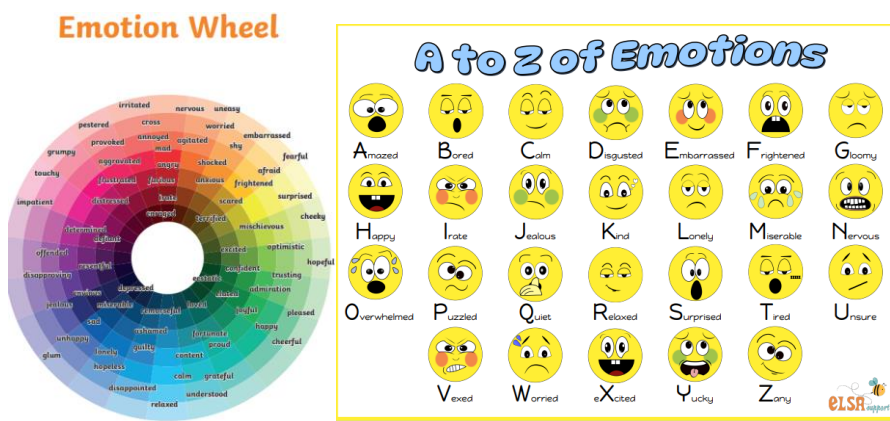 Emotion Wheel
irritated
nervous
uneasy
cross
pestered
worried
embarrassed
annoyed
agitated
provoked
mad
shy
grumpy
fearful
aggravated
angry
shocked
afraid
touchy
frustrated
furious
anxious
frightened
impatient
distressed
irate
scared
surprised
enraged
terrified
cheeky
determined
mischievous
defiant
offended
excited
optimistic
resentful
confident
hopeful
disapproving
ecstatic
trusting
envious
depressed
elated
admiration
jealous
miserable
remorseful
loved
joyful
pleased
sad
ashamed
fortunate
happy
unhappy
guilty
proud
cheerful
glum
lonely
content
hopeless
calm
grateful
disappointed
understood
relaxed
A to Z of Emotions
Amazed Bored Calm Disgusted Embarrassed Frightened Gloomy
Happy Irate Jealous Kind Lonely Miserable Nervous
Overwhelmed Puzzled Quiet Relaxed Surprised Tired Unsure
Vexed Worried eXcited Yucky Zany
ELSA support